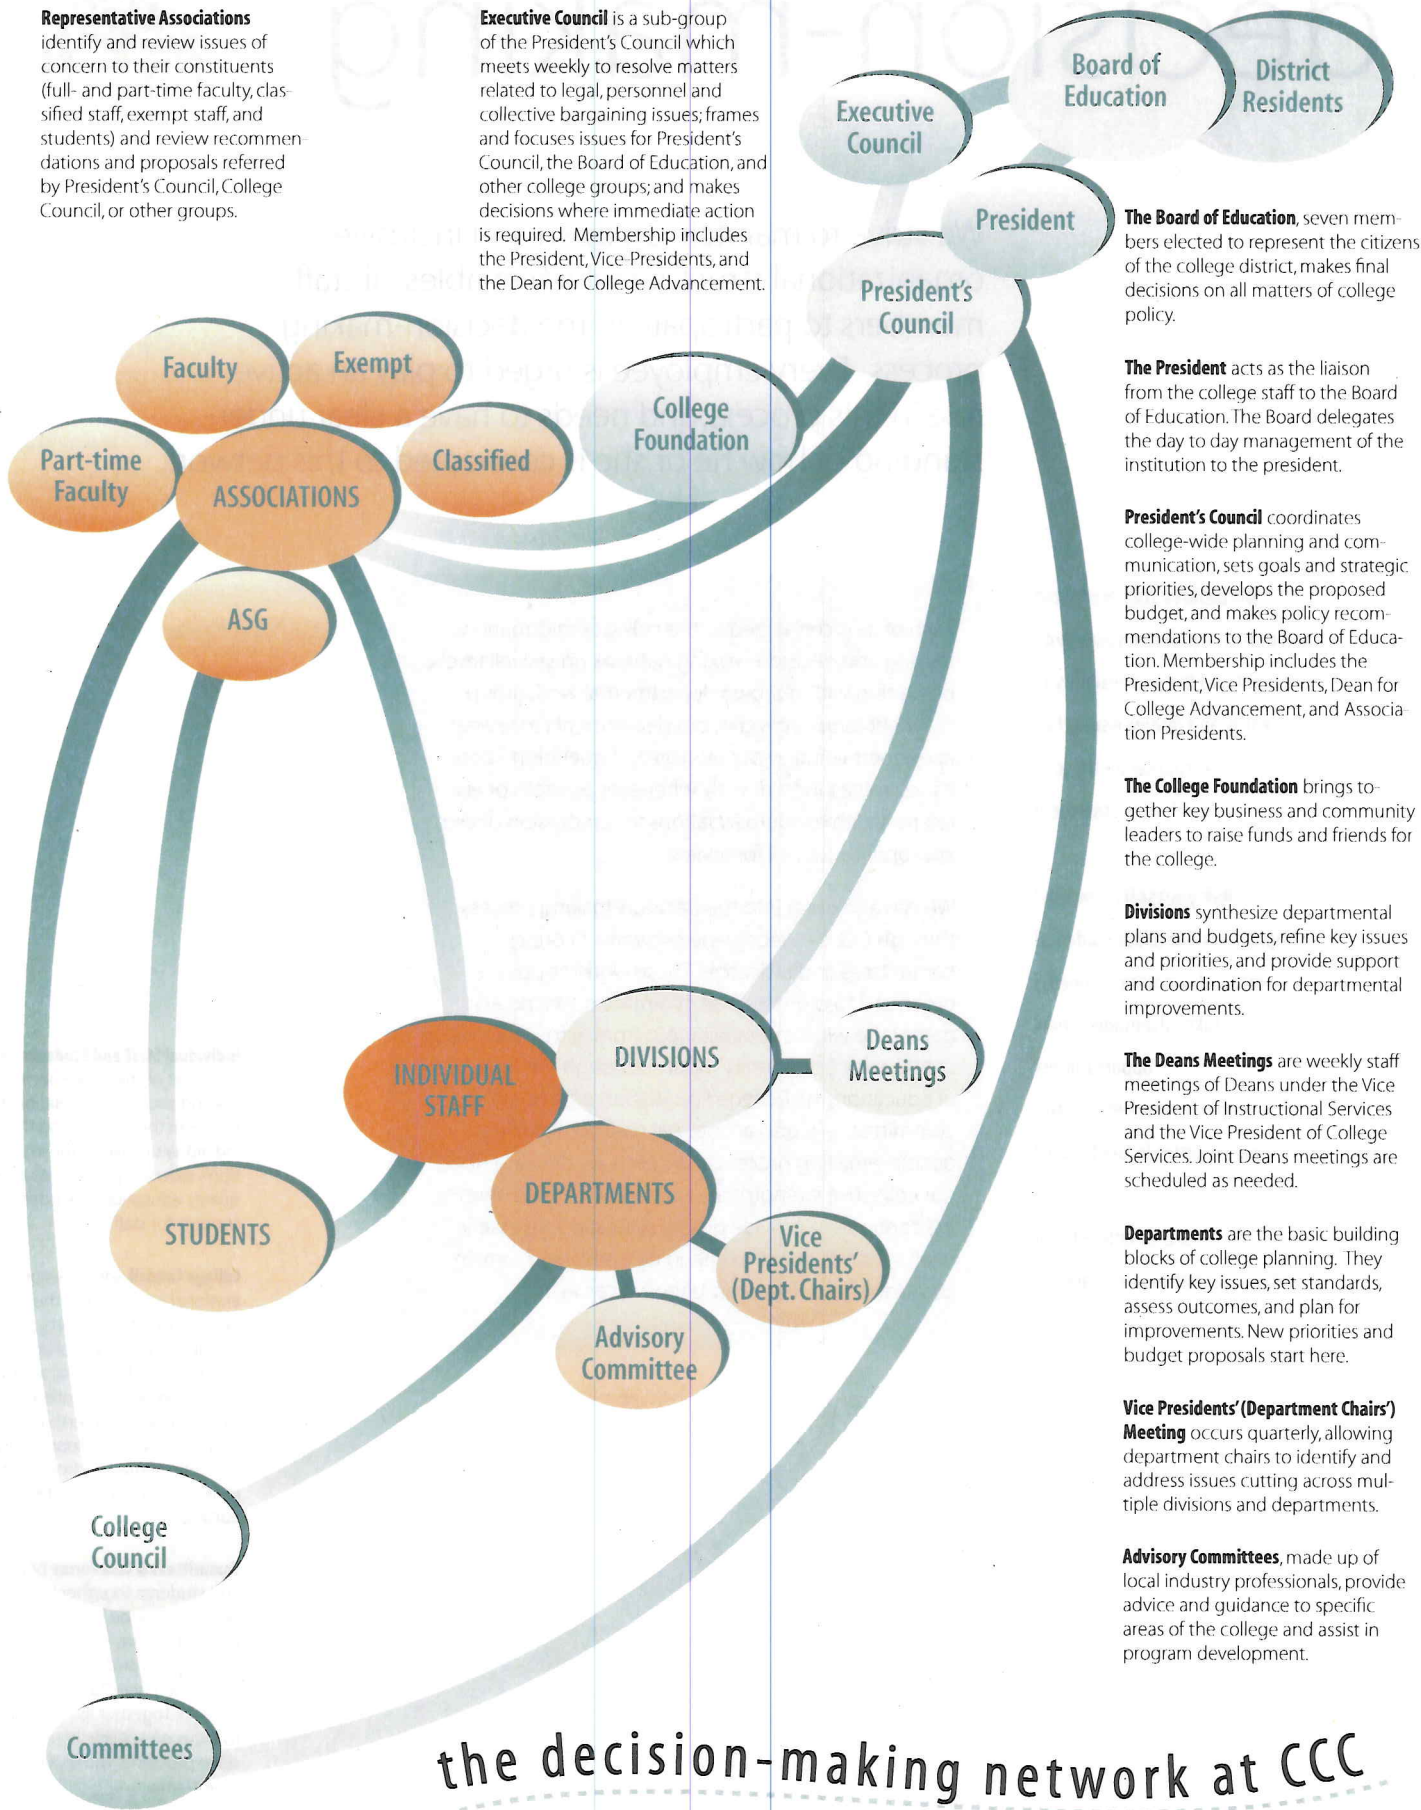 Representative Associations
identify and review issues of
concern to their constituents
(full- and part-time faculty, clas-
sified staff, exempt staff, and
students) and review recommen-
dations and proposals referred
by President's Council, College
Council, or other groups.
Executive Council is a sub-group
of the President's Council which
meets weekly to resolve matters
related to legal, personnel and
collective bargaining issues; frames
and focuses issues for President's
Council, the Board of Education, and
other college groups; and makes
decisions where immediate action
is required. Membership includes
the President, Vice-Presidents, and
the Dean for College Advancement.
Board of
Education
District
Residents
Executive
Council
President
President's
Council
The Board of Education, seven mem-
bers elected to represent the citizens
of the college district, makes final
decisions on all matters of college
policy.
The President acts as the liaison
from the college staff to the Board
of Education. The Board delegates
the day to day management of the
institution to the president.
President's Council coordinates
college-wide planning and com-
munication, sets goals and strategic
priorities, develops the proposed
budget, and makes policy recom-
mendations to the Board of Educa-
tion. Membership includes the
President, Vice Presidents, Dean for
College Advancement, and Associa-
tion Presidents.
The College Foundation brings to-
gether key business and community
leaders to raise funds and friends for
the college.
Divisions synthesize departmental
plans and budgets, refine key issues
and priorities, and provide support
and coordination for departmental
improvements.
The Deans Meetings are weekly staff
meetings of Deans under the Vice
President of Instructional Services
and the Vice President of College
Services. Joint Deans meetings are
scheduled as needed.
Departments are the basic building
blocks of college planning. They
identify key issues, set standards,
assess outcomes, and plan for
improvements. New priorities and
budget proposals start here.
Vice Presidents' (Department Chairs')
Meeting occurs quarterly, allowing
department chairs to identify and
address issues cutting across mul-
tiple divisions and departments.
Advisory Committees, made up of
local industry professionals, provide
advice and guidance to specific
areas of the college and assist in
program development.
Faculty
Exempt
Part-time
Faculty
ASSOCIATIONS
Classified
College
Foundation
ASG
INDIVIDUAL
STAFF
DIVISIONS
Deans
Meetings
STUDENTS
DEPARTMENTS
Vice
Presidents'
(Dept. Chairs)
Advisory
Committee
College
Council
Committees
the decision-making network at CCC